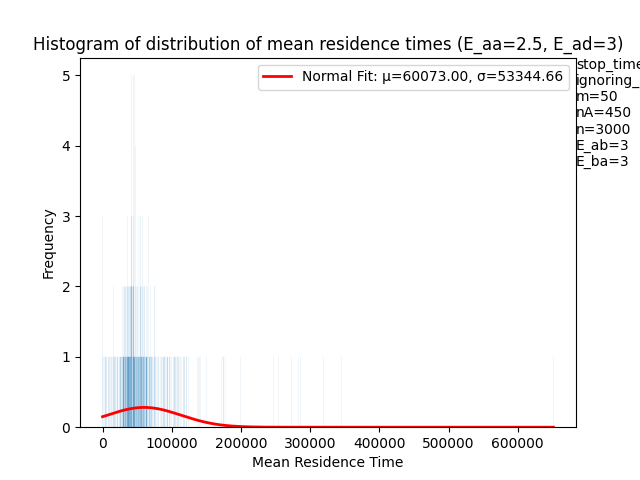 Histogram of distribution of mean residence times (E_aa=2.5, E_ad=3)
Normal Fit: μ=60073.00, σ=53344.66
stop_time
ignoring_
m=50
nA=450
n=3000
E_ab=3
E_ba=3
Frequency
5
4
3
2
1
0
0 100000 200000 300000 400000 500000 600000
Mean Residence Time